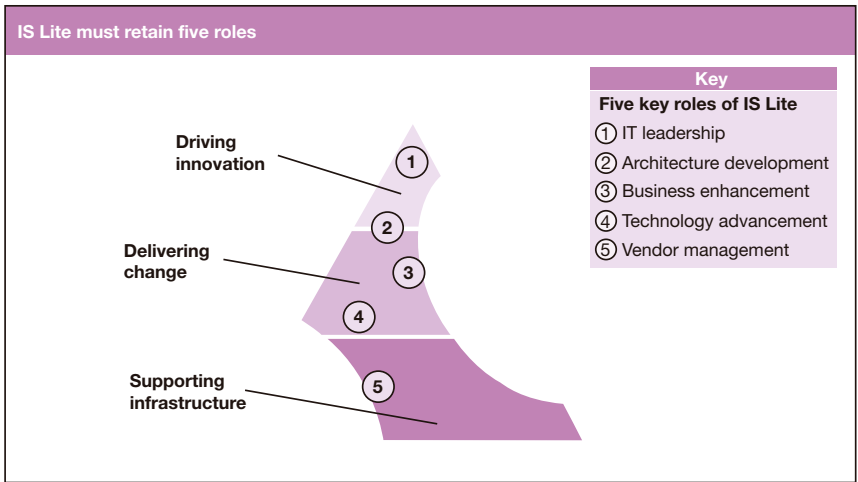 IS Lite must retain five roles
Key
Five key roles of IS Lite
1 IT leadership
2 Architecture development
3 Business enhancement
4 Technology advancement
5 Vendor management
Driving
innovation
1
2
Delivering
change
3
4
Supporting
infrastructure
5